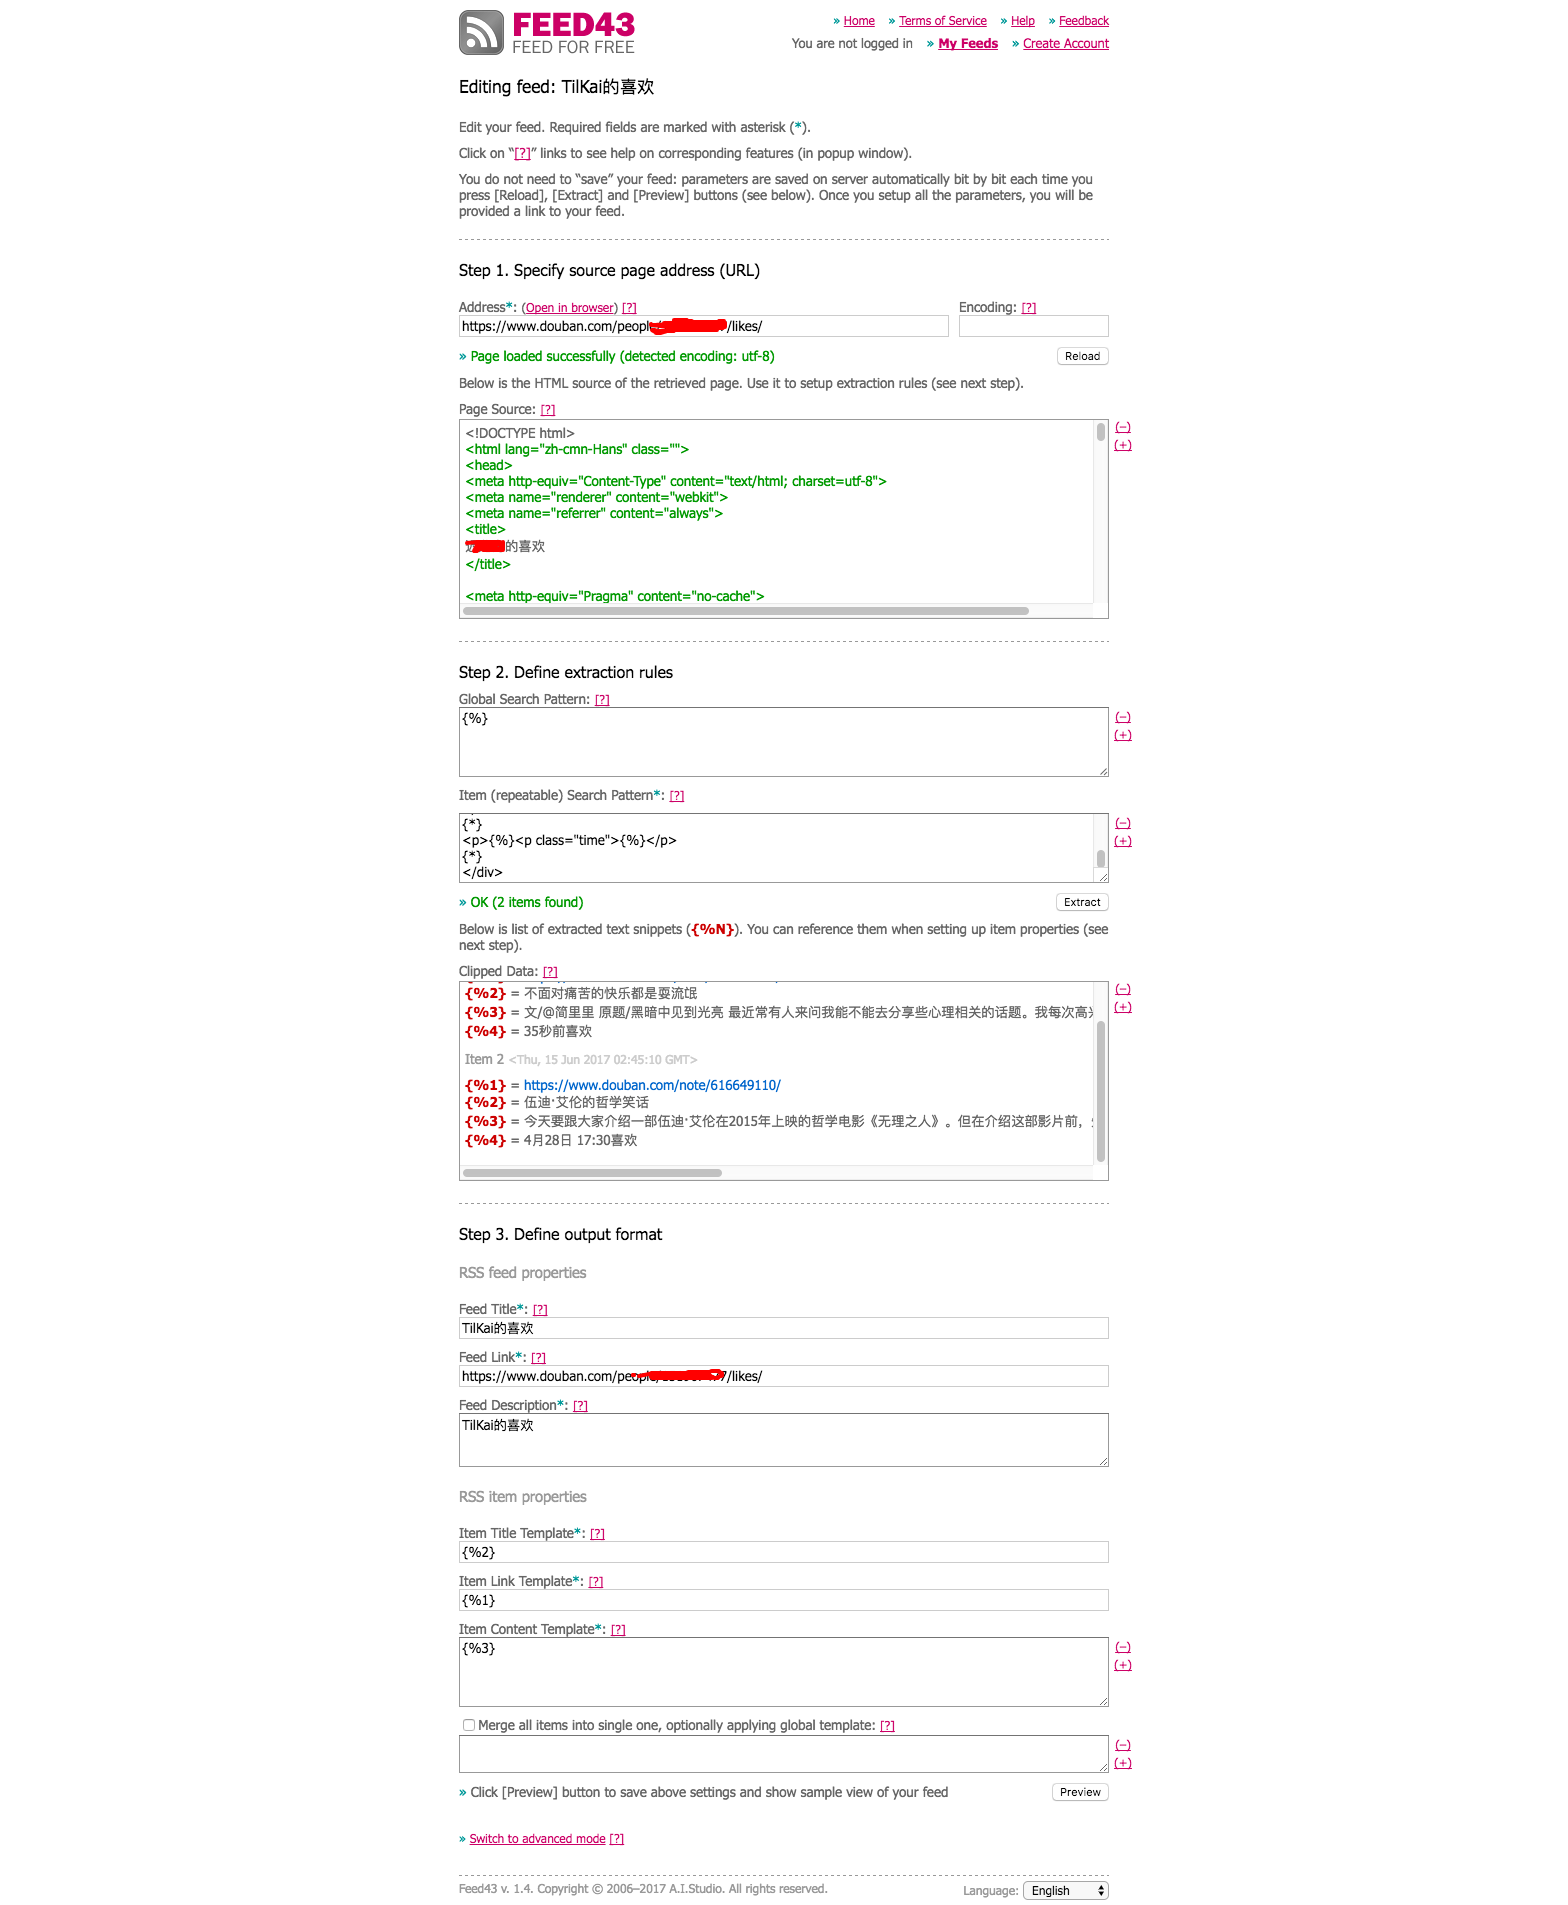 FEED43
FEED FOR FREE
» Home » Terms of Service » Help » Feedback
You are not logged in » My Feeds » Create Account
Editing feed: TilKai的喜欢
Edit your feed. Required fields are marked with asterisk (*).
Click on “[?]” links to see help on corresponding features (in popup window).
You do not need to “save” your feed: parameters are saved on server automatically bit by bit each time you
press [Reload], [Extract] and [Preview] buttons (see below). Once you setup all the parameters, you will be
provided a link to your feed.
Step 1. Specify source page address (URL)
Address*: (Open in browser) [?] Encoding: [?]
https://www.douban.com/people /likes/
» Page loaded successfully (detected encoding: utf-8) Reload
Below is the HTML source of the retrieved page. Use it to setup extraction rules (see next step).
Page Source: [?]
(−)
(+)
<!DOCTYPE html>
<html lang="zh-cmn-Hans" class="">
<head>
<meta http-equiv="Content-Type" content="text/html; charset=utf-8">
<meta name="renderer" content="webkit">
<meta name="referrer" content="always">
<title>
的喜欢
</title>
<meta http-equiv="Pragma" content="no-cache">
Step 2. Define extraction rules
Global Search Pattern: [?]
{%}
(−)
(+)
Item (repeatable) Search Pattern*: [?]
{*}
<p>{%}<p class="time">{%}</p>
{*}
</div>
(−)
(+)
» OK (2 items found) Extract
Below is list of extracted text snippets ({%N}). You can reference them when setting up item properties (see
next step).
Clipped Data: [?]
(−)
(+)
{%2} = 不面对痛苦的快乐都是耍流氓
{%3} = 文/@简里里 原题/黑暗中见到光亮 最近常有人来问我能不能去分享些心理相关的话题。我每次高
{%4} = 35秒前喜欢
Item 2 <Thu, 15 Jun 2017 02:45:10 GMT>
{%1} = https://www.douban.com/note/616649110/
{%2} = 伍迪·艾伦的哲学笑话
{%3} = 今天要跟大家介绍一部伍迪·艾伦在2015年上映的哲学电影《无理之人》。但在介绍这部影片前，
{%4} = 4月28日 17:30喜欢
Step 3. Define output format
RSS feed properties
Feed Title*: [?]
TilKai的喜欢
Feed Link*: [?]
https://www.douban.com/people/ 7/likes/
Feed Description*: [?]
TilKai的喜欢
RSS item properties
Item Title Template*: [?]
{%2}
Item Link Template*: [?]
{%1}
Item Content Template*: [?]
{%3}
(−)
(+)
Merge all items into single one, optionally applying global template: [?]
(−)
(+)
» Click [Preview] button to save above settings and show sample view of your feed Preview
» Switch to advanced mode [?]
Feed43 v. 1.4. Copyright © 2006–2017 A.I.Studio. All rights reserved. Language: English